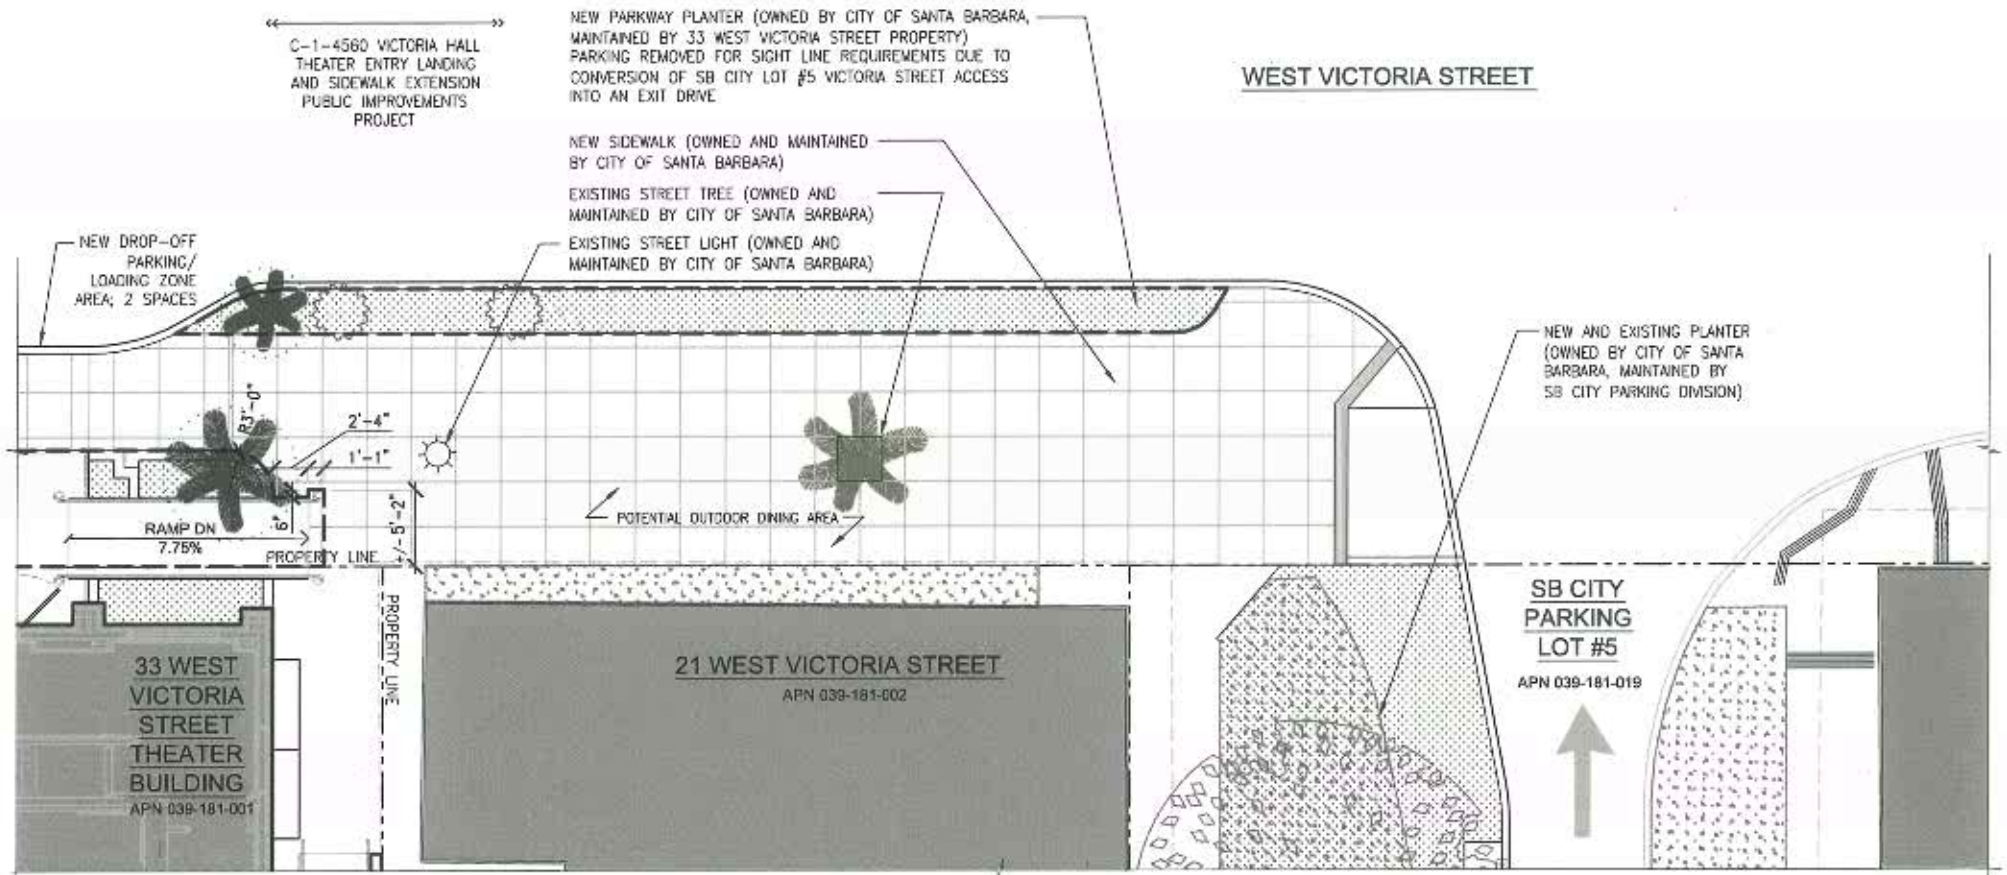 C-1-4560 VICTORIA HALL
THEATER ENTRY LANDING
AND SIDEWALK EXTENSION
PUBLIC IMPROVEMENTS
PROJECT
NEW PARKWAY PLANTER (OWNED BY CITY OF SANTA BARBARA,
MAINTAINED BY 33 WEST VICTORIA STREET PROPERTY)
PARKING REMOVED FOR SIGHT LINE REQUIREMENTS DUE TO
CONVERSION OF SB CITY LOT #5 VICTORIA STREET ACCESS
INTO AN EXIT DRIVE
WEST VICTORIA STREET
NEW SIDEWALK (OWNED AND MAINTAINED
BY CITY OF SANTA BARBARA)
EXISTING STREET TREE (OWNED AND
MAINTAINED BY CITY OF SANTA BARBARA)
EXISTING STREET LIGHT (OWNED AND
MAINTAINED BY CITY OF SANTA BARBARA)
NEW DROP-OFF
PARKING/
LOADING ZONE
AREA; 2 SPACES
NEW AND EXISTING PLANTER
(OWNED BY CITY OF SANTA
BARBARA, MAINTAINED BY
SB CITY PARKING DIVISION)
R3'-0"
2'-4"
1'-1"
6"
+/- 5'-2"
RAMP DN
7.75%
PROPERTY LINE
POTENTIAL OUTDOOR DINING AREA
PROPERTY LINE
33 WEST
VICTORIA
STREET
THEATER
BUILDING
APN 039-181-001
21 WEST VICTORIA STREET
APN 039-181-002
SB CITY
PARKING
LOT #5
APN 039-181-019